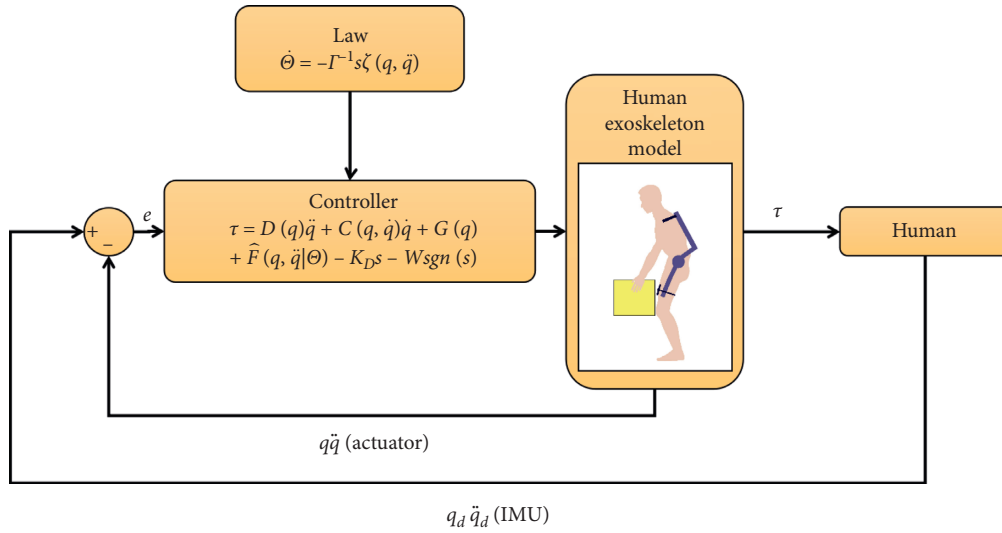 Law
Θ̇ = –Γ⁻¹sζ (q, q̈)
Human
exoskeleton
model
Controller
τ = D (q)q̈ + C (q, q̇)q̇ + G (q)
+ F̂ (q, q̈|Θ) – K_D s – Wsgn (s)
+
–
e
τ
Human
qq̈ (actuator)
q_d q̈_d (IMU)